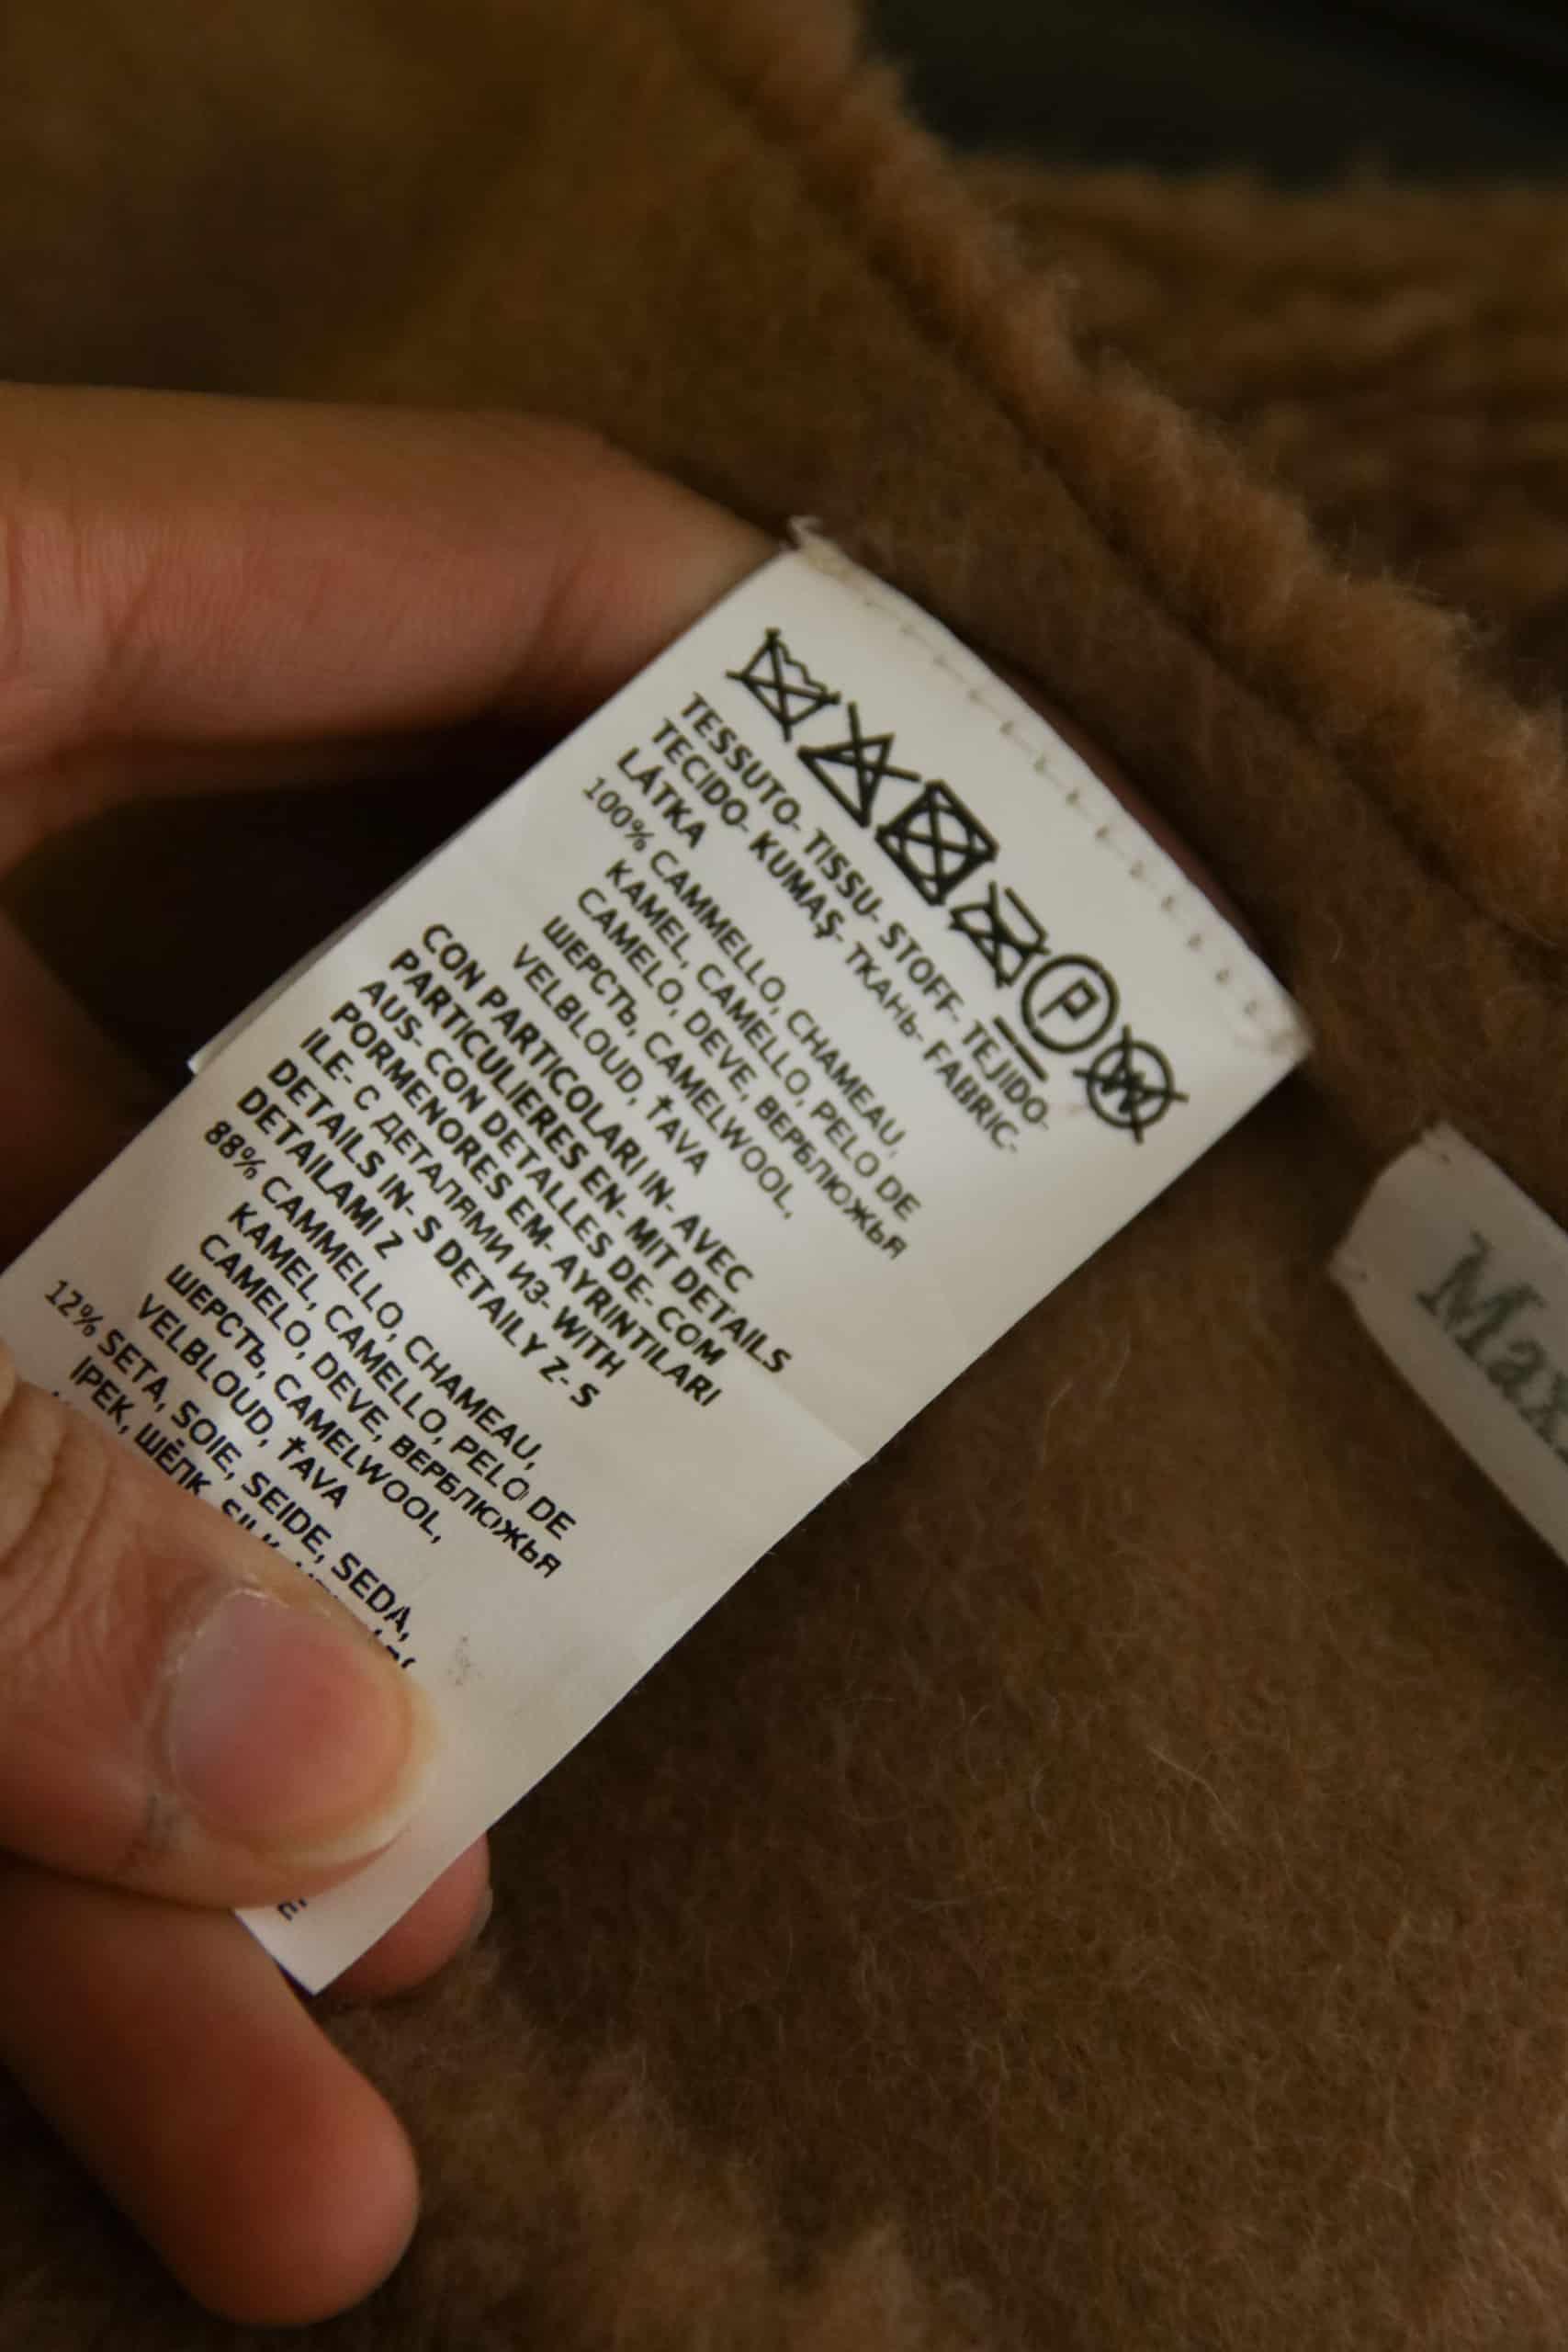 P W
TESSUTO- TISSU- STOFF- TEJIDO-
TECIDO- KUMAŞ- ТКАНЬ- FABRIC-
LÁTKA
100% CAMMELLO, CHAMEAU,
KAMEL, CAMELLO, PELO DE
CAMELO, DEVE, ВЕРБЛЮЖЬЯ
ШЕРСТЬ, CAMELWOOL,
VELBLOUD, ŤAVA
CON PARTICOLARI IN- AVEC
PARTICULIERES EN- MIT DETAILS
AUS- CON DETALLES DE- COM
PORMENORES EM- AYRINTILARI
ILE- С ДЕТАЛЯМИ ИЗ- WITH
DETAILS IN- S DETAILY Z- S
DETAILAMI Z
88% CAMMELLO, CHAMEAU,
KAMEL, CAMELLO, PELO DE
CAMELO, DEVE, ВЕРБЛЮЖЬЯ
ШЕРСТЬ, CAMELWOOL,
VELBLOUD, ŤAVA
12% SETA, SOIE, SEIDE, SEDA,
IPEK, ШЁЛК, SILK,
Max